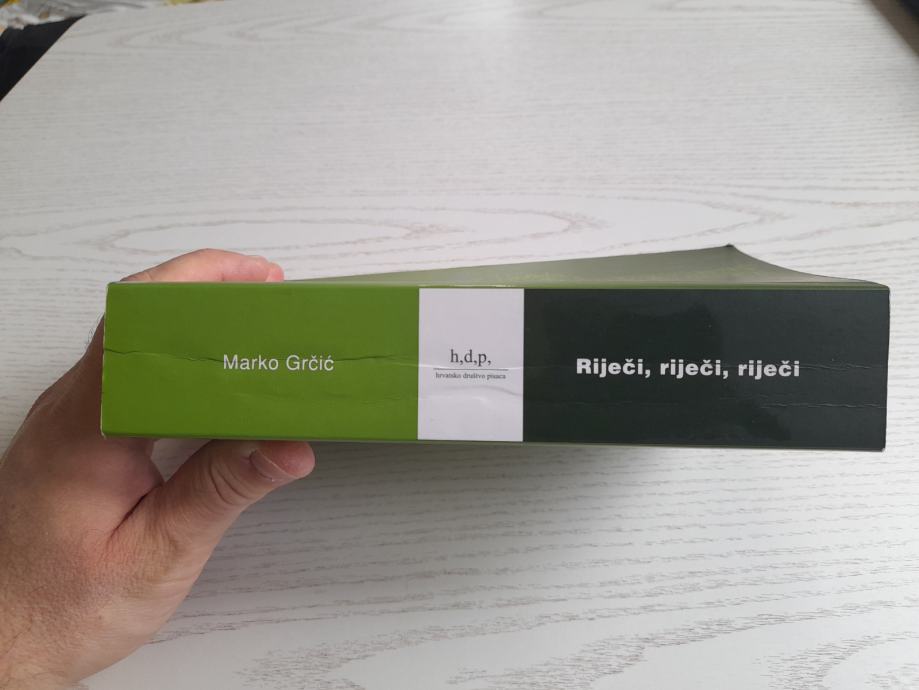 Marko Grčić
h,d,p,
hrvatsko društvo pisaca
Riječi, riječi, riječi